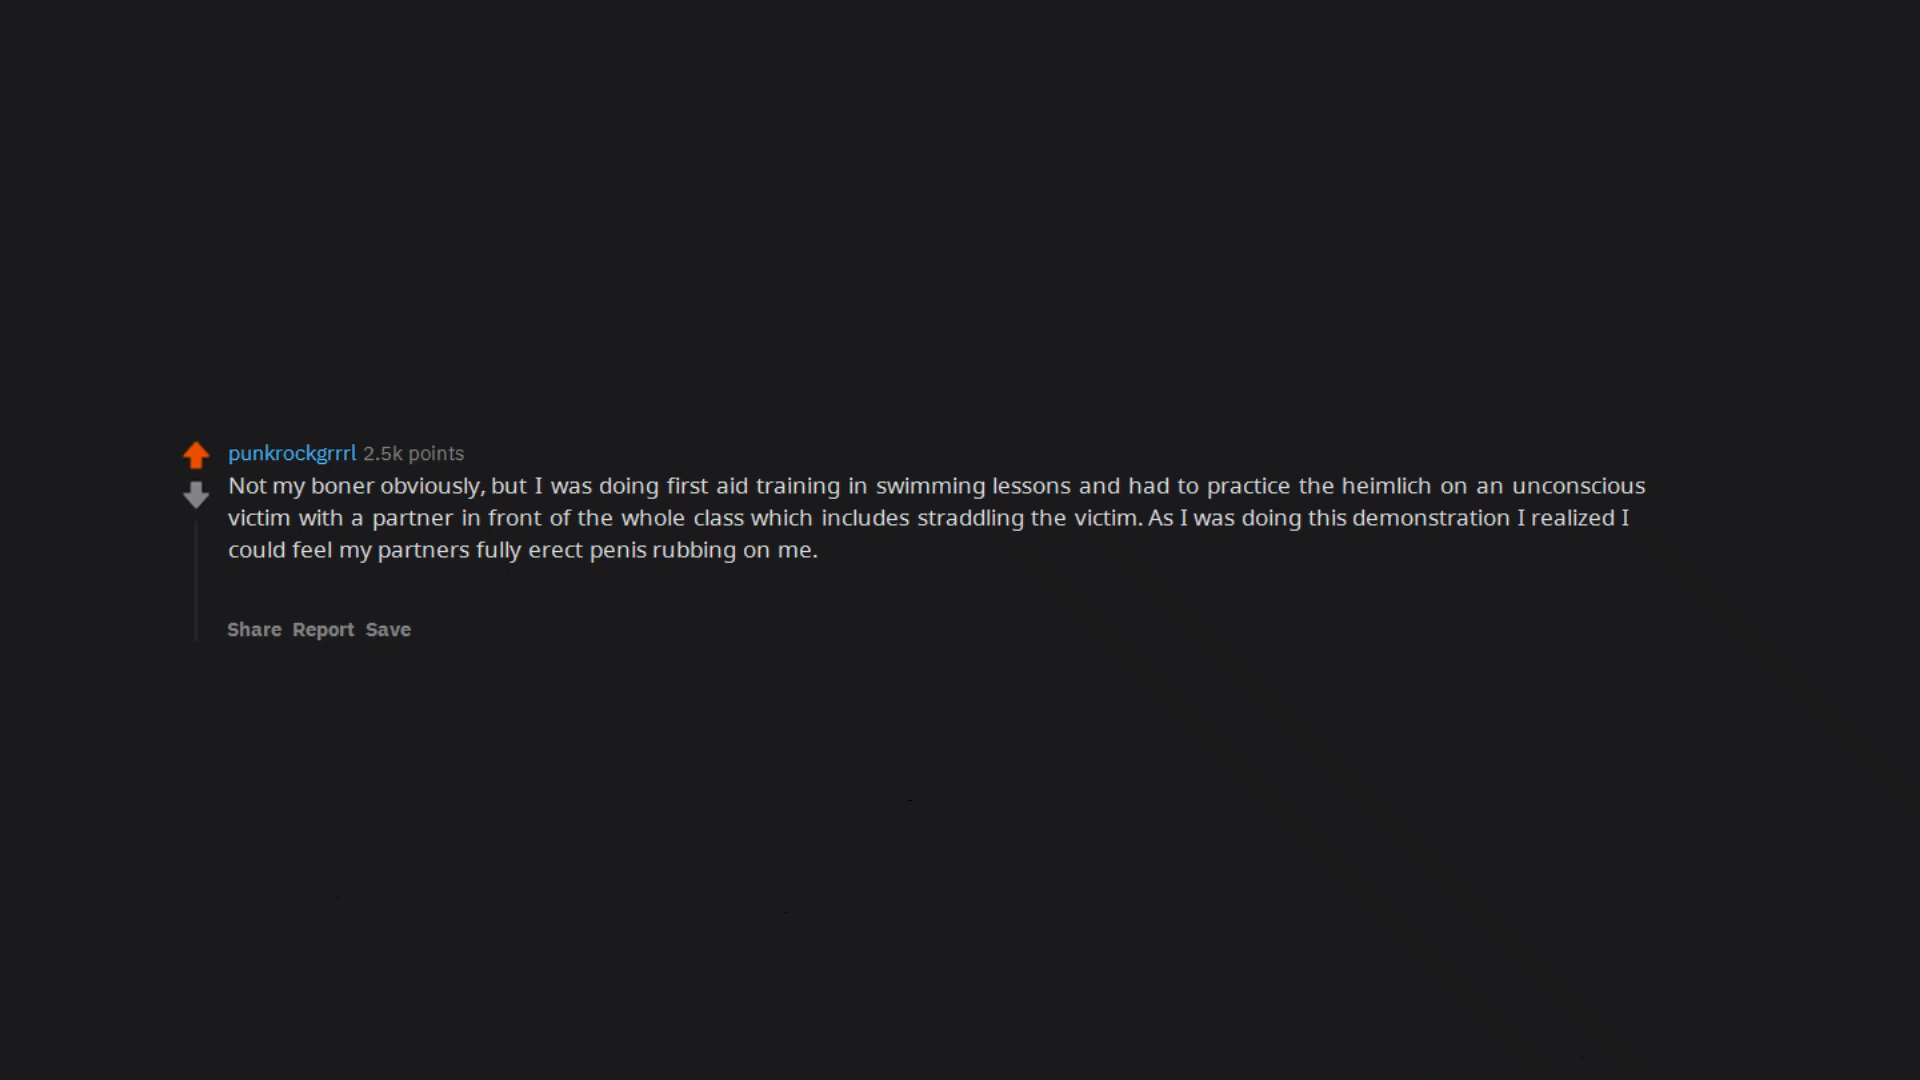 punkrockgrrrl 2.5k points
Not my boner obviously, but I was doing first aid training in swimming lessons and had to practice the heimlich on an unconscious
victim with a partner in front of the whole class which includes straddling the victim. As I was doing this demonstration I realized I
could feel my partners fully erect penis rubbing on me.
Share Report Save